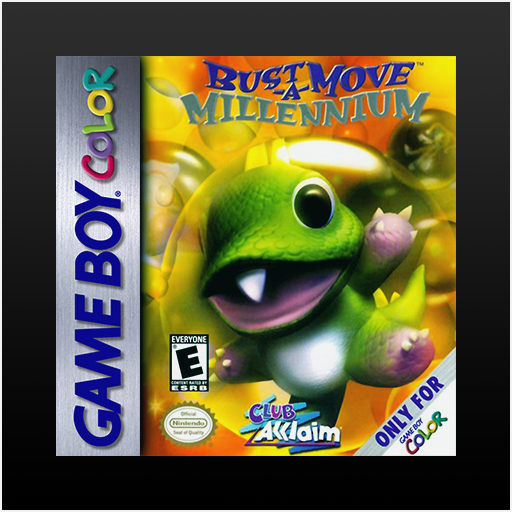 GAME BOY COLOR
BUST-A-MOVE™
MILLENNIUM
EVERYONE
E
CONTENT RATED BY
ESRB
Official
Nintendo
Seal of Quality
CLUB
Acclaim
ONLY FOR
GAME BOY
COLOR